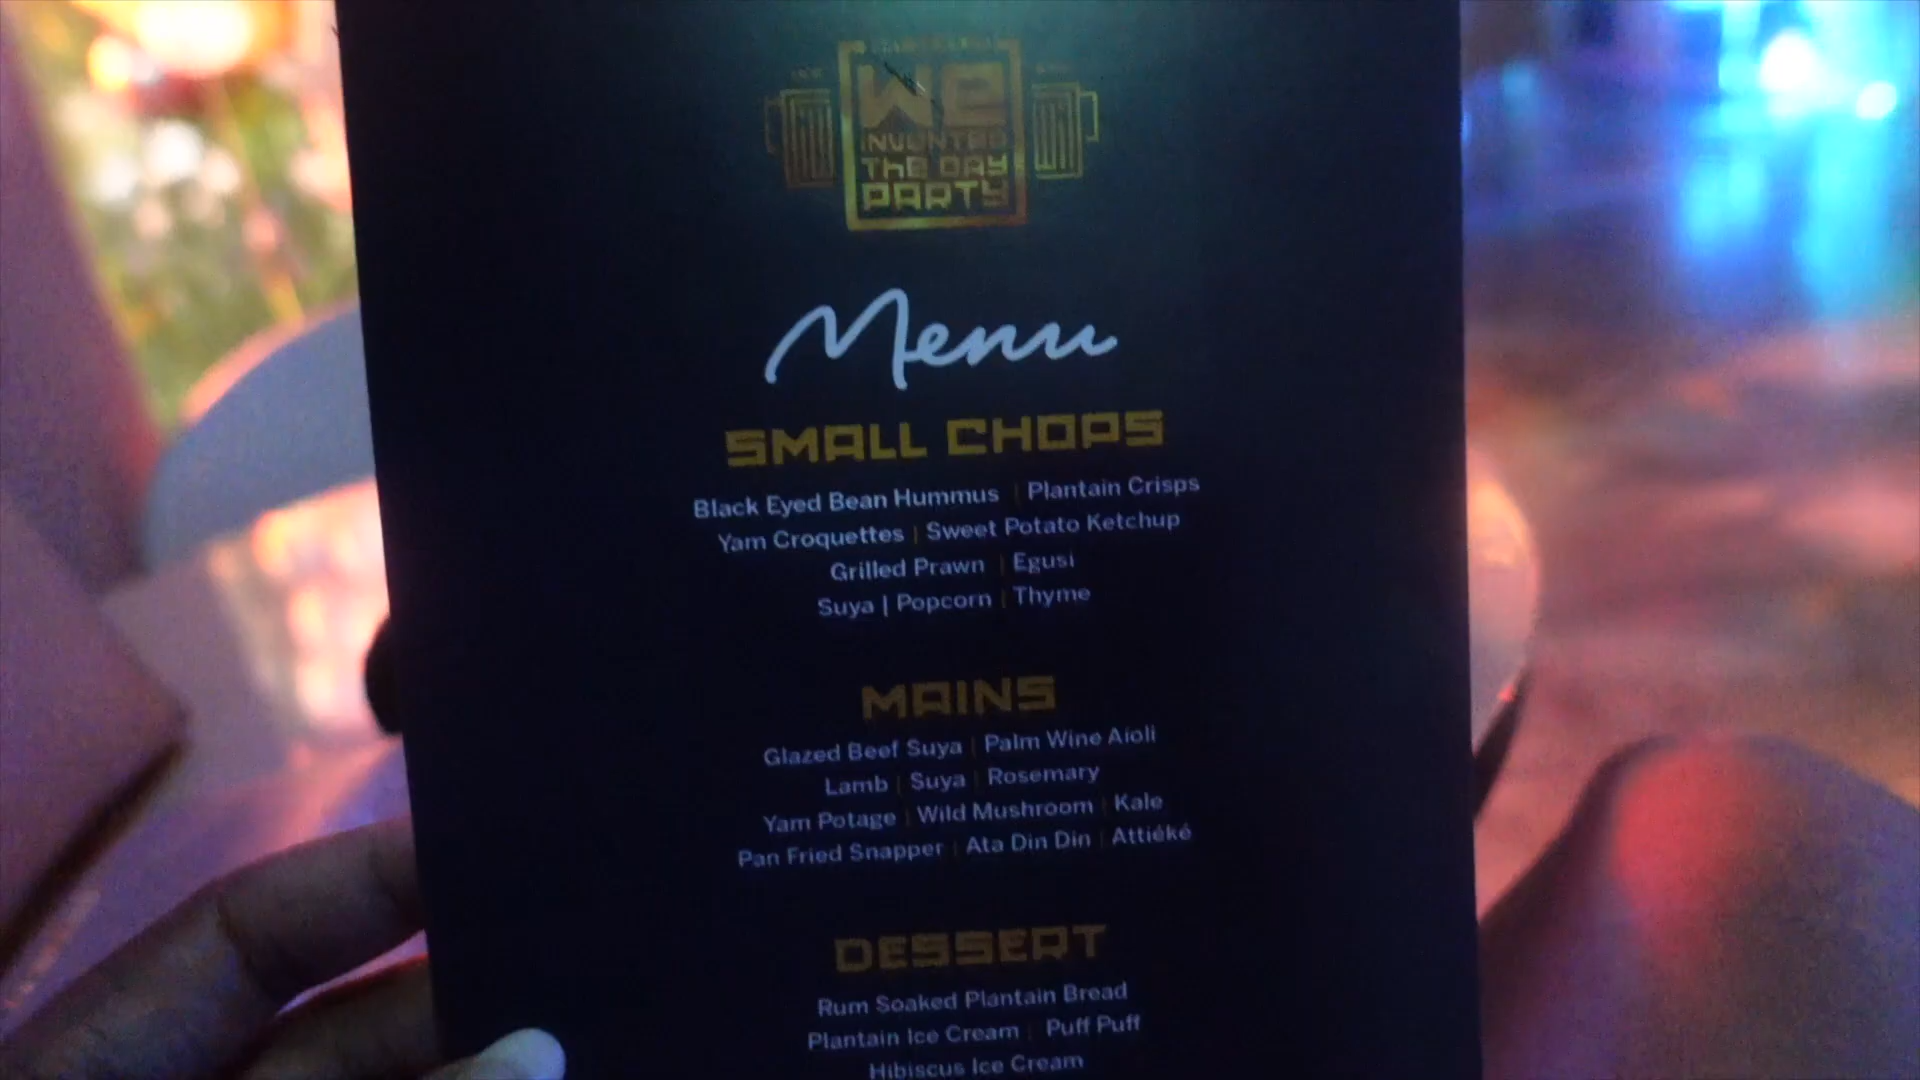 We
INVENTED
THE DAY
PARTY
Menu
SMALL CHOPS
Black Eyed Bean Hummus | Plantain Crisps
Yam Croquettes | Sweet Potato Ketchup
Grilled Prawn | Egusi
Suya | Popcorn | Thyme
MAINS
Glazed Beef Suya | Palm Wine Aioli
Lamb | Suya | Rosemary
Yam Potage | Wild Mushroom | Kale
Pan Fried Snapper | Ata Din Din | Attiéké
DESSERT
Rum Soaked Plantain Bread
Plantain Ice Cream | Puff Puff
Hibiscus Ice Cream